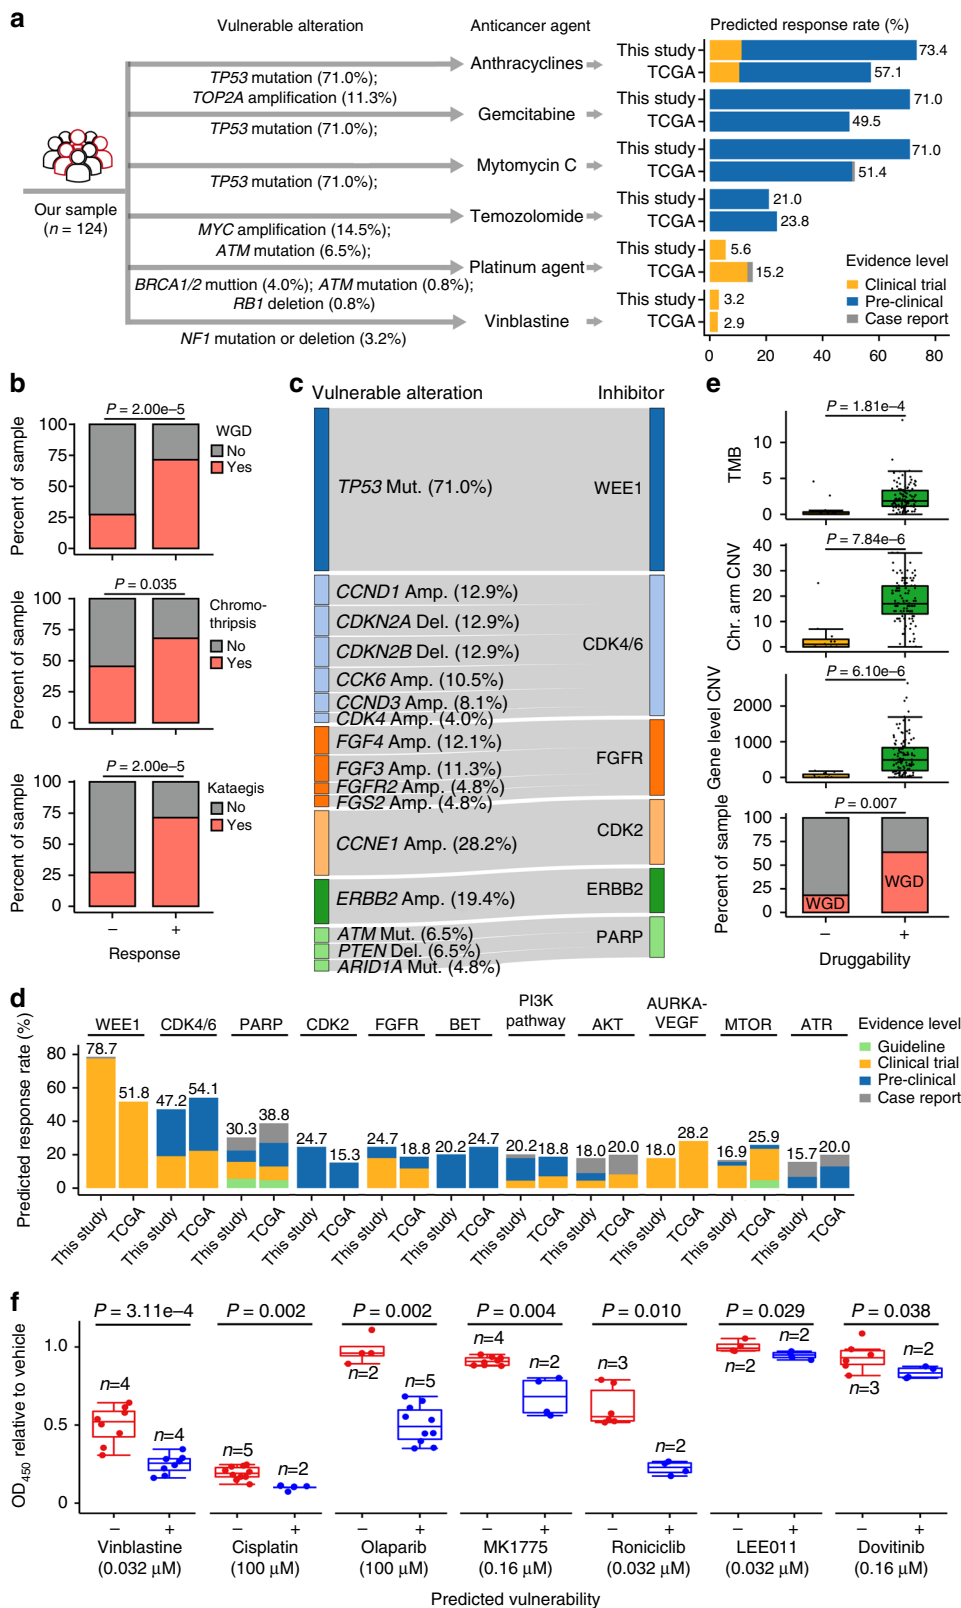 a
Vulnerable alteration
Anticancer agent
Predicted response rate (%)
Our sample
(n = 124)
TP53 mutation (71.0%);
TOP2A amplification (11.3%)
Anthracyclines
This study 73.4
TCGA 57.1
TP53 mutation (71.0%);
Gemcitabine
This study 71.0
TCGA 49.5
TP53 mutation (71.0%);
Mytomycin C
This study 71.0
TCGA 51.4
MYC amplification (14.5%);
ATM mutation (6.5%);
Temozolomide
This study 21.0
TCGA 23.8
BRCA1/2 muttion (4.0%); ATM mutation (0.8%);
RB1 deletion (0.8%)
Platinum agent
This study 5.6
TCGA 15.2
NF1 mutation or deletion (3.2%)
Vinblastine
This study 3.2
TCGA 2.9
Evidence level
Clinical trial
Pre-clinical
Case report
0 20 40 60 80
b
P = 2.00e–5
Percent of sample
100
75
50
25
0
WGD
No
Yes
P = 0.035
Percent of sample
100
75
50
25
0
Chromo-
thripsis
No
Yes
P = 2.00e–5
Percent of sample
100
75
50
25
0
Kataegis
No
Yes
– +
Response
c
Vulnerable alteration
Inhibitor
TP53 Mut. (71.0%)
WEE1
CCND1 Amp. (12.9%)
CDKN2A Del. (12.9%)
CDKN2B Del. (12.9%)
CCK6 Amp. (10.5%)
CCND3 Amp. (8.1%)
CDK4 Amp. (4.0%)
CDK4/6
FGF4 Amp. (12.1%)
FGF3 Amp. (11.3%)
FGFR2 Amp. (4.8%)
FGS2 Amp. (4.8%)
FGFR
CCNE1 Amp. (28.2%)
CDK2
ERBB2 Amp. (19.4%)
ERBB2
ATM Mut. (6.5%)
PTEN Del. (6.5%)
ARID1A Mut. (4.8%)
PARP
e
P = 1.81e–4
TMB
10
5
0
P = 7.84e–6
Chr. arm CNV
40
30
20
10
0
P = 6.10e–6
Gene level CNV
2000
1000
0
P = 0.007
Percent of sample
100
75
50
25
0
WGD
WGD
– +
Druggability
d
Predicted response rate (%)
80
60
40
20
0
WEE1 CDK4/6 PARP CDK2 FGFR BET PI3K
pathway AKT AURKA-
VEGF MTOR ATR
78.7 51.8 47.2 54.1 30.3 38.8 24.7 15.3 24.7 18.8 20.2 24.7 20.2 18.8 18.0 20.0 18.0 28.2 16.9 25.9 15.7 20.0
This study TCGA This study TCGA This study TCGA This study TCGA This study TCGA This study TCGA This study TCGA This study TCGA This study TCGA This study TCGA This study TCGA
Evidence level
Guideline
Clinical trial
Pre-clinical
Case report
f
OD450 relative to vehicle
1.0
0.5
0
P = 3.11e–4 P = 0.002 P = 0.002 P = 0.004 P = 0.010 P = 0.029 P = 0.038
n=4 n=4 n=5 n=2 n=2 n=5 n=4 n=2 n=3 n=2 n=2 n=2 n=3 n=2
– + – + – + – + – + – + – +
Vinblastine Cisplatin Olaparib MK1775 Roniciclib LEE011 Dovitinib
(0.032 μM) (100 μM) (100 μM) (0.16 μM) (0.032 μM) (0.032 μM) (0.16 μM)
Predicted vulnerability